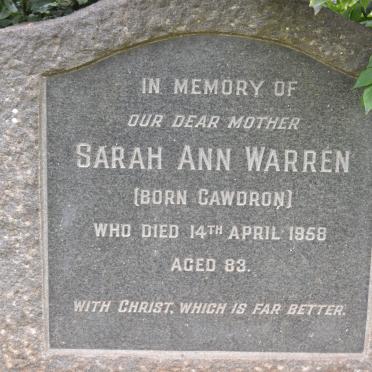 IN MEMORY OF
OUR DEAR MOTHER
SARAH ANN WARREN
(BORN CAWDRON)
WHO DIED 14TH APRIL 1958
AGED 83.
WITH CHRIST, WHICH IS FAR BETTER.